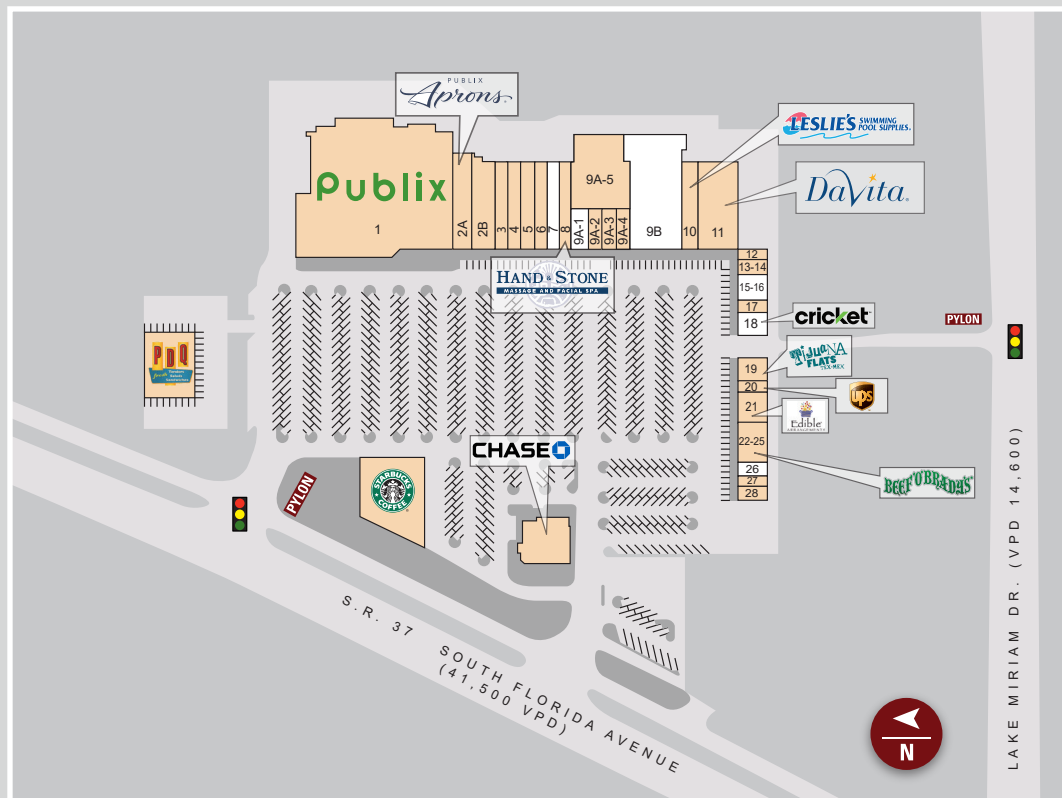 PUBLIX
Aprons
LESLIE'S SWIMMING
POOL SUPPLIES.
Publix
DaVita
1
2A
2B
3
4
5
6
7
8
9A-5
9A-1
9A-2
9A-3
9A-4
9B
10
11
HAND & STONE
MASSAGE AND FACIAL SPA
12
13-14
15-16
17
18
cricket
PYLON
PDQ
TIJUANA
FLATS
TEX-MEX
19
20
ups
21
Edible
ARRANGEMENTS
22-25
CHASE
26
27
28
BEEF 'O' BRADY'S
PYLON
STARBUCKS
COFFEE
S.R. 37 SOUTH FLORIDA AVENUE
(41,500 VPD)
LAKE MIRIAM DR. (VPD 14,600)
N